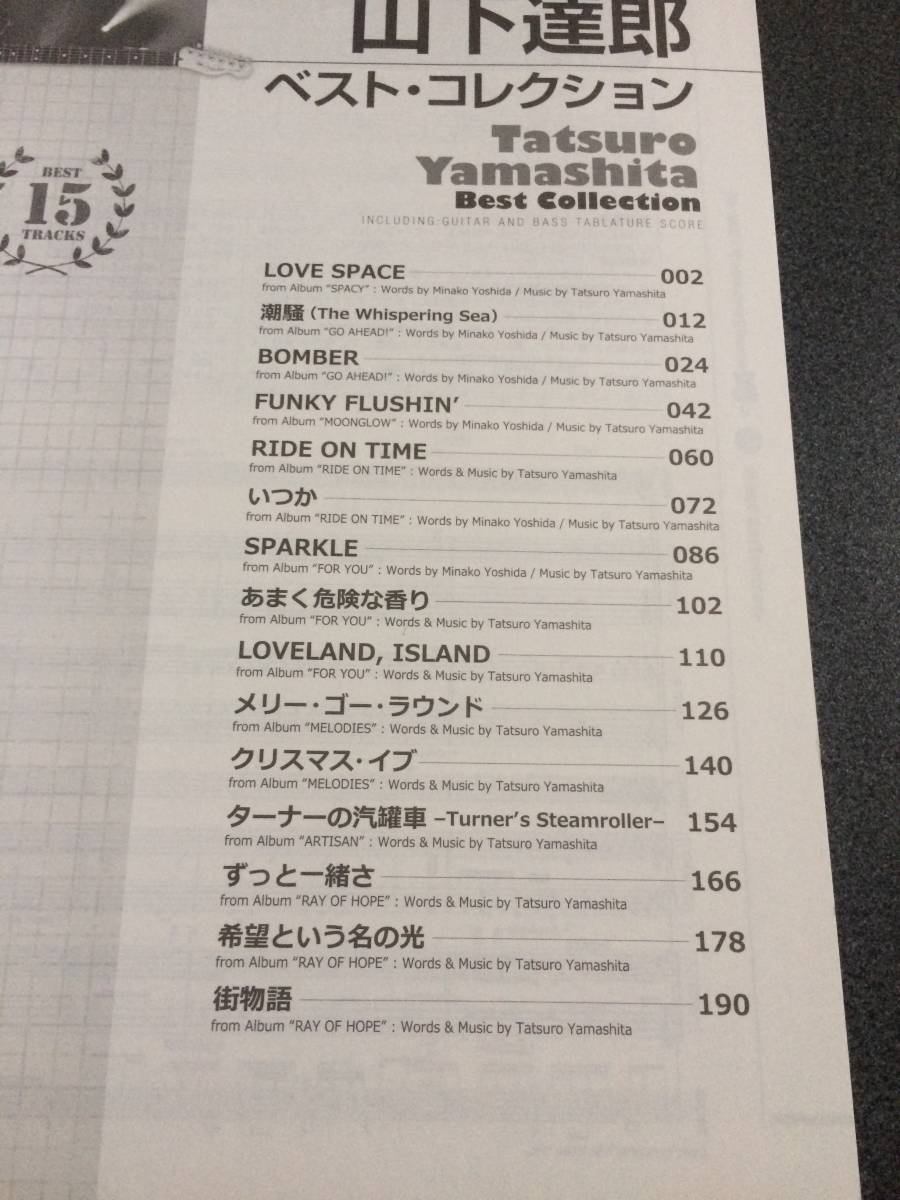 山下達郎
ベスト・コレクション
Tatsuro
Yamashita
Best Collection
INCLUDING:GUITAR AND BASS TABLATURE SCORE
BEST
15
TRACKS
LOVE SPACE 002
from Album "SPACY" : Words by Minako Yoshida / Music by Tatsuro Yamashita
潮騒 (The Whispering Sea) 012
from Album "GO AHEAD!" : Words by Minako Yoshida / Music by Tatsuro Yamashita
BOMBER 024
from Album "GO AHEAD!" : Words by Minako Yoshida / Music by Tatsuro Yamashita
FUNKY FLUSHIN' 042
from Album "MOONGLOW" : Words by Minako Yoshida / Music by Tatsuro Yamashita
RIDE ON TIME 060
from Album "RIDE ON TIME" : Words & Music by Tatsuro Yamashita
いつか 072
from Album "RIDE ON TIME" : Words by Minako Yoshida / Music by Tatsuro Yamashita
SPARKLE 086
from Album "FOR YOU" : Words by Minako Yoshida / Music by Tatsuro Yamashita
あまく危険な香り 102
from Album "FOR YOU" : Words & Music by Tatsuro Yamashita
LOVELAND, ISLAND 110
from Album "FOR YOU" : Words & Music by Tatsuro Yamashita
メリー・ゴー・ラウンド 126
from Album "MELODIES" : Words & Music by Tatsuro Yamashita
クリスマス・イブ 140
from Album "MELODIES" : Words & Music by Tatsuro Yamashita
ターナーの汽罐車 –Turner's Steamroller– 154
from Album "ARTISAN" : Words & Music by Tatsuro Yamashita
ずっと一緒さ 166
from Album "RAY OF HOPE" : Words & Music by Tatsuro Yamashita
希望という名の光 178
from Album "RAY OF HOPE" : Words & Music by Tatsuro Yamashita
街物語 190
from Album "RAY OF HOPE" : Words & Music by Tatsuro Yamashita